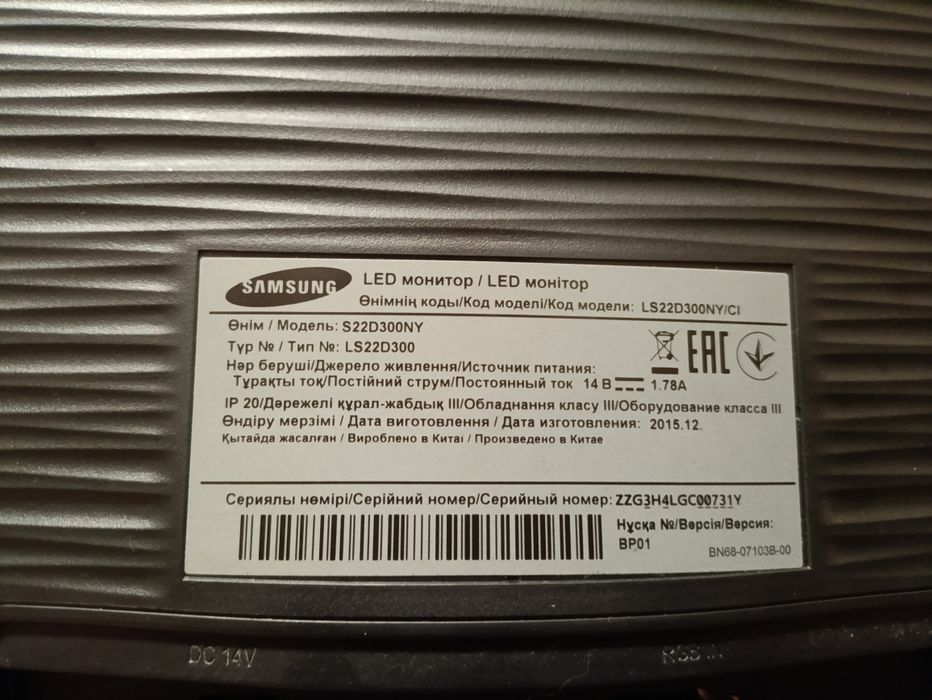 SAMSUNG
LED монитор / LED монітор
Өнімнің коды/Код моделі/Код модели: LS22D300NY/CI
Өнім / Модель: S22D300NY
Түр № / Тип №: LS22D300
Нәр беруші/Джерело живлення/Источник питания:
Тұрақты тоқ/Постійний струм/Постоянный ток 14 В 1.78A
EAC
IP 20/Дәрежелі құрал-жабдық III/Обладнання класу III/Оборудование класса III
Өндіру мерзімі / Дата виготовлення / Дата изготовления: 2015.12.
Қытайда жасалған / Вироблено в Китаї / Произведено в Китае
Сериялы нөмірі/Серійний номер/Серийный номер: ZZG3H4LGC00731Y
Нұсқа №/Версія/Версия:
BP01
BN68-07103B-00
DC 14V
RGB IN